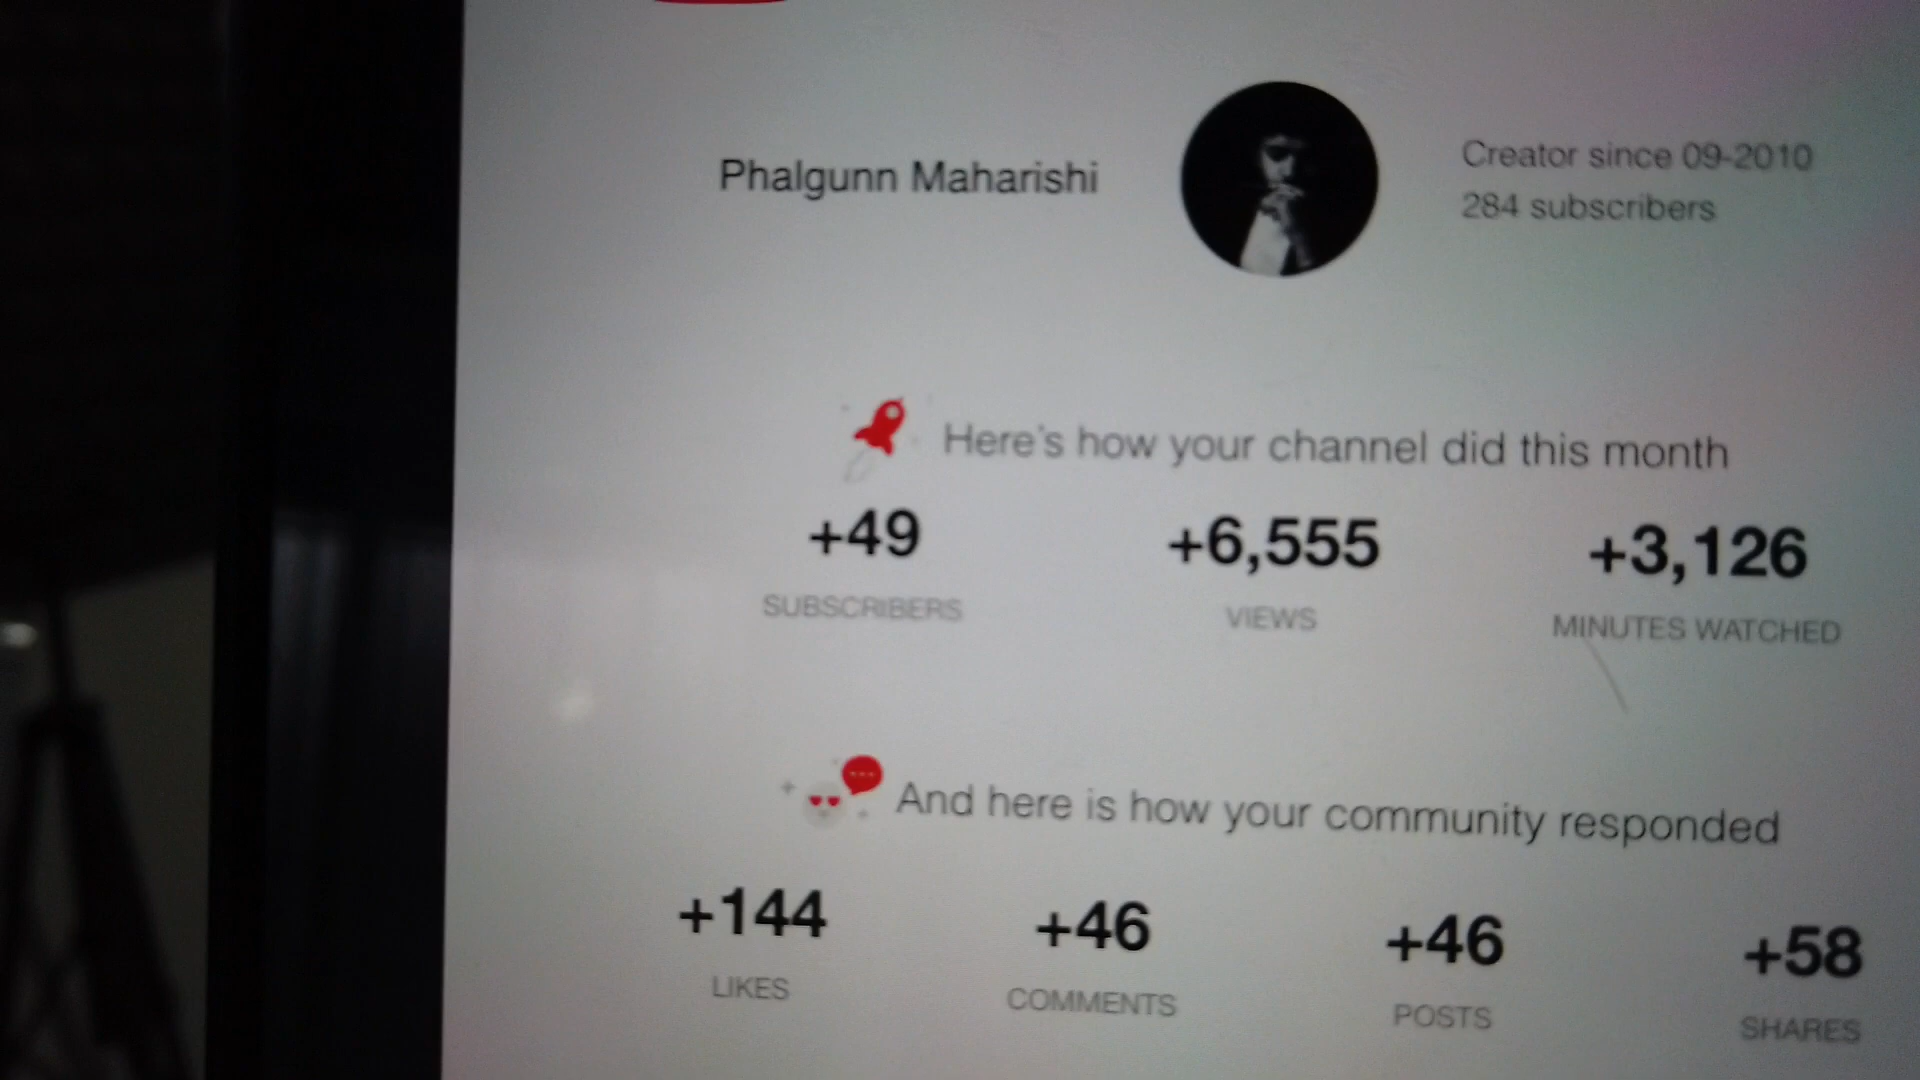 Phalgunn Maharishi
Creator since 09-2010
284 subscribers
Here's how your channel did this month
+49
SUBSCRIBERS
+6,555
VIEWS
+3,126
MINUTES WATCHED
And here is how your community responded
+144
LIKES
+46
COMMENTS
+46
POSTS
+58
SHARES